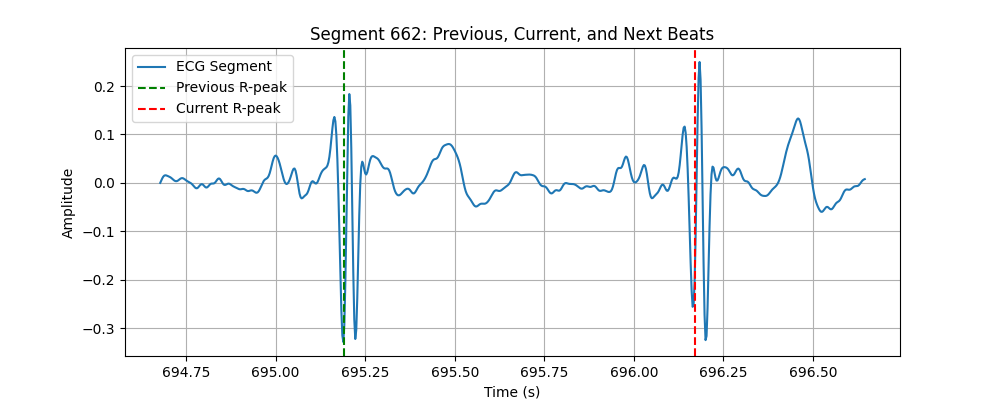 Segment 662: Previous, Current, and Next Beats
ECG Segment
Previous R-peak
Current R-peak
Amplitude
0.2
0.1
0.0
−0.1
−0.2
−0.3
694.75 695.00 695.25 695.50 695.75 696.00 696.25 696.50
Time (s)